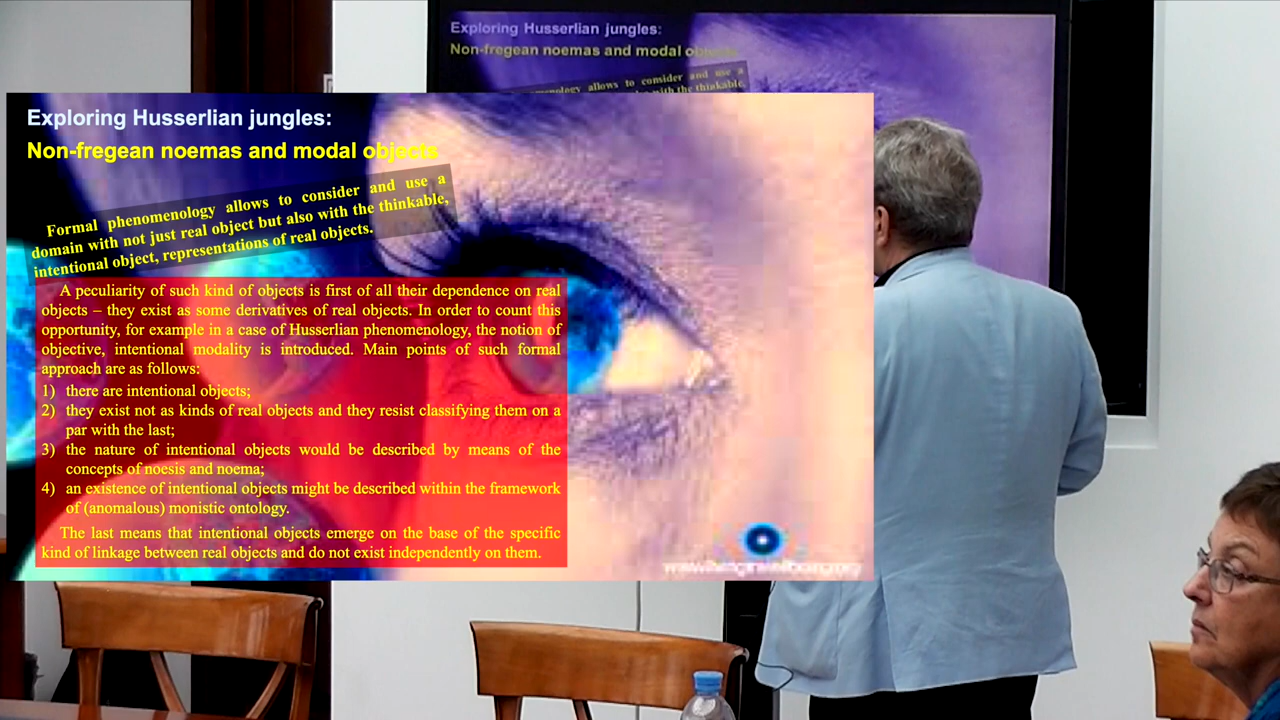 Exploring Husserlian jungles:
Non-fregean noemas and modal objects
allows to consider and use a
with the thinkable,
Exploring Husserlian jungles:
Non-fregean noemas and modal objects
Formal phenomenology allows to consider and use a
domain with not just real object but also with the thinkable,
intentional object, representations of real objects.
A peculiarity of such kind of objects is first of all their dependence on real
objects – they exist as some derivatives of real objects. In order to count this
opportunity, for example in a case of Husserlian phenomenology, the notion of
objective, intentional modality is introduced. Main points of such formal
approach are as follows:
1) there are intentional objects;
2) they exist not as kinds of real objects and they resist classifying them on a
par with the last;
3) the nature of intentional objects would be described by means of the
concepts of noesis and noema;
4) an existence of intentional objects might be described within the framework
of (anomalous) monistic ontology.
The last means that intentional objects emerge on the base of the specific
kind of linkage between real objects and do not exist independently on them.